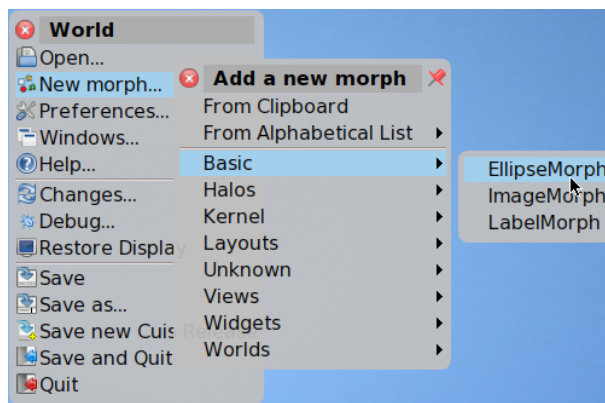 World
Open...
New morph...
Preferences...
Windows...
Help...
Changes...
Debug...
Restore Display
Save
Save as...
Save new Cuis Release
Save and Quit
Quit
Add a new morph
From Clipboard
From Alphabetical List
Basic
Halos
Kernel
Layouts
Unknown
Views
Widgets
Worlds
EllipseMorph
ImageMorph
LabelMorph